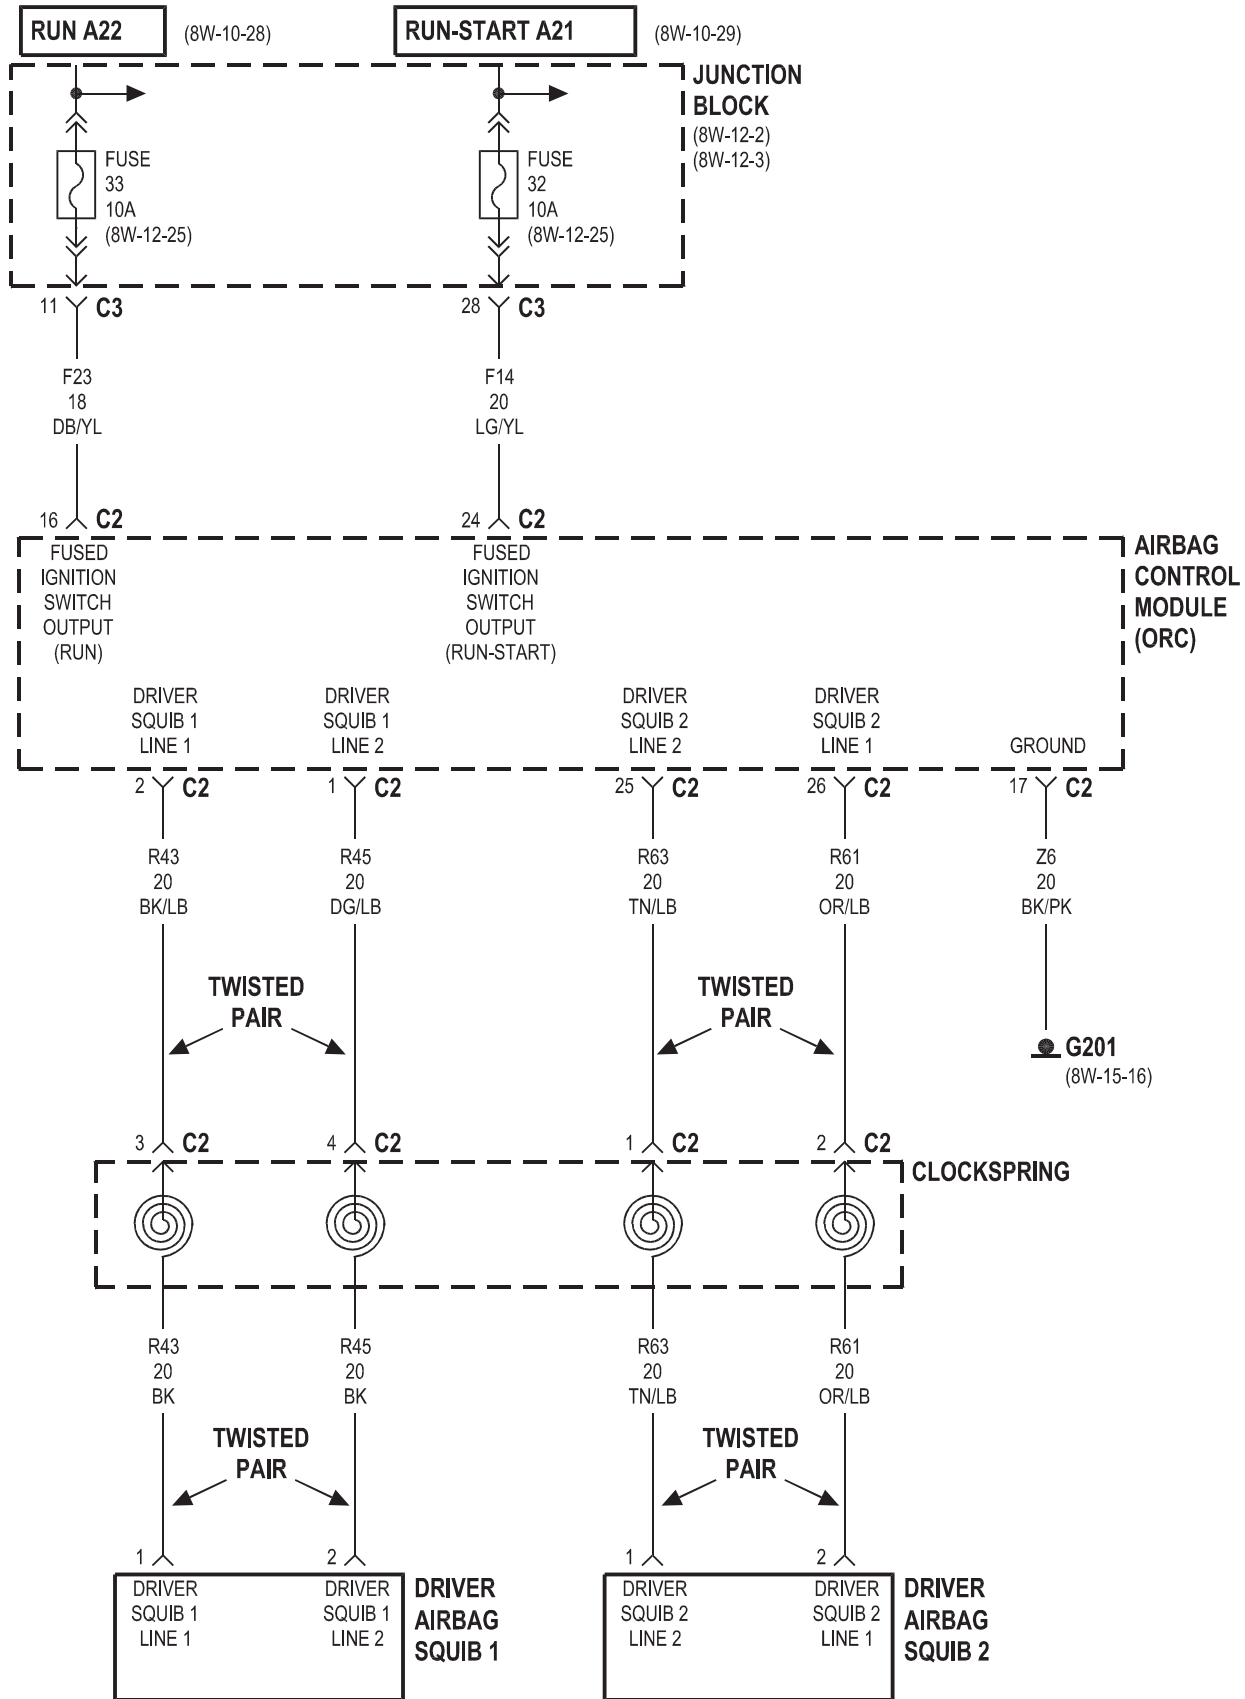 RUN A22 (8W-10-28) RUN-START A21 (8W-10-29)
JUNCTION
BLOCK
(8W-12-2)
(8W-12-3)
FUSE
33
10A
(8W-12-25)
FUSE
32
10A
(8W-12-25)
11 C3 28 C3
F23
18
DB/YL
F14
20
LG/YL
16 C2 24 C2
AIRBAG
CONTROL
MODULE
(ORC)
FUSED
IGNITION
SWITCH
OUTPUT
(RUN)
FUSED
IGNITION
SWITCH
OUTPUT
(RUN-START)
DRIVER
SQUIB 1
LINE 1
DRIVER
SQUIB 1
LINE 2
DRIVER
SQUIB 2
LINE 2
DRIVER
SQUIB 2
LINE 1
GROUND
2 C2 1 C2 25 C2 26 C2 17 C2
R43
20
BK/LB
R45
20
DG/LB
R63
20
TN/LB
R61
20
OR/LB
Z6
20
BK/PK
TWISTED
PAIR
TWISTED
PAIR
G201
(8W-15-16)
3 C2 4 C2 1 C2 2 C2
CLOCKSPRING
R43
20
BK
R45
20
BK
R63
20
TN/LB
R61
20
OR/LB
TWISTED
PAIR
TWISTED
PAIR
1 2 1 2
DRIVER
SQUIB 1
LINE 1
DRIVER
SQUIB 1
LINE 2
DRIVER
AIRBAG
SQUIB 1
DRIVER
SQUIB 2
LINE 2
DRIVER
SQUIB 2
LINE 1
DRIVER
AIRBAG
SQUIB 2